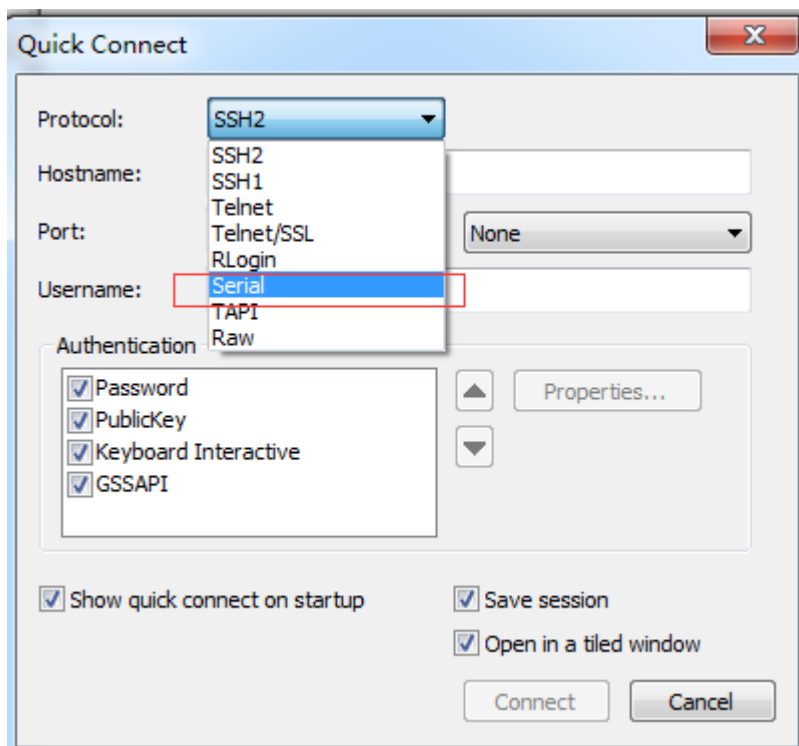 Quick Connect
Protocol: SSH2
SSH2
Hostname:
SSH1
Telnet
Port: Telnet/SSL None
RLogin
Username: Serial
TAPI
Raw
Authentication
Password
Properties...
PublicKey
Keyboard Interactive
GSSAPI
Show quick connect on startup Save session
Open in a tiled window
Connect Cancel